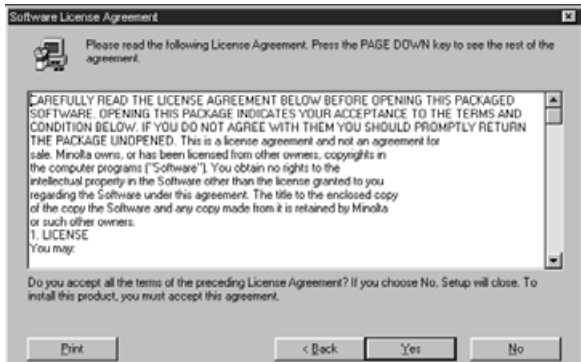 Software License Agreement
Please read the following License Agreement. Press the PAGE DOWN key to see the rest of the
agreement.
CAREFULLY READ THE LICENSE AGREEMENT BELOW BEFORE OPENING THIS PACKAGED
SOFTWARE. OPENING THIS PACKAGE INDICATES YOUR ACCEPTANCE TO THE TERMS AND
CONDITION BELOW. IF YOU DO NOT AGREE WITH THEM YOU SHOULD PROMPTLY RETURN
THE PACKAGE UNOPENED. This is a license agreement and not an agreement for
sale. Minolta owns, or has been licensed from other owners, copyrights in
the computer programs ("Software"). You obtain no rights to the
intellectual property in the Software other than the license granted to you
regarding the Software under this agreement. The title to the enclosed copy
of the copy the Software and any copy made from it is retained by Minolta
or such other owners.
1. LICENSE
You may:
Do you accept all the terms of the preceding License Agreement? If you choose No, Setup will close. To
install this product, you must accept this agreement.
Print < Back Yes No